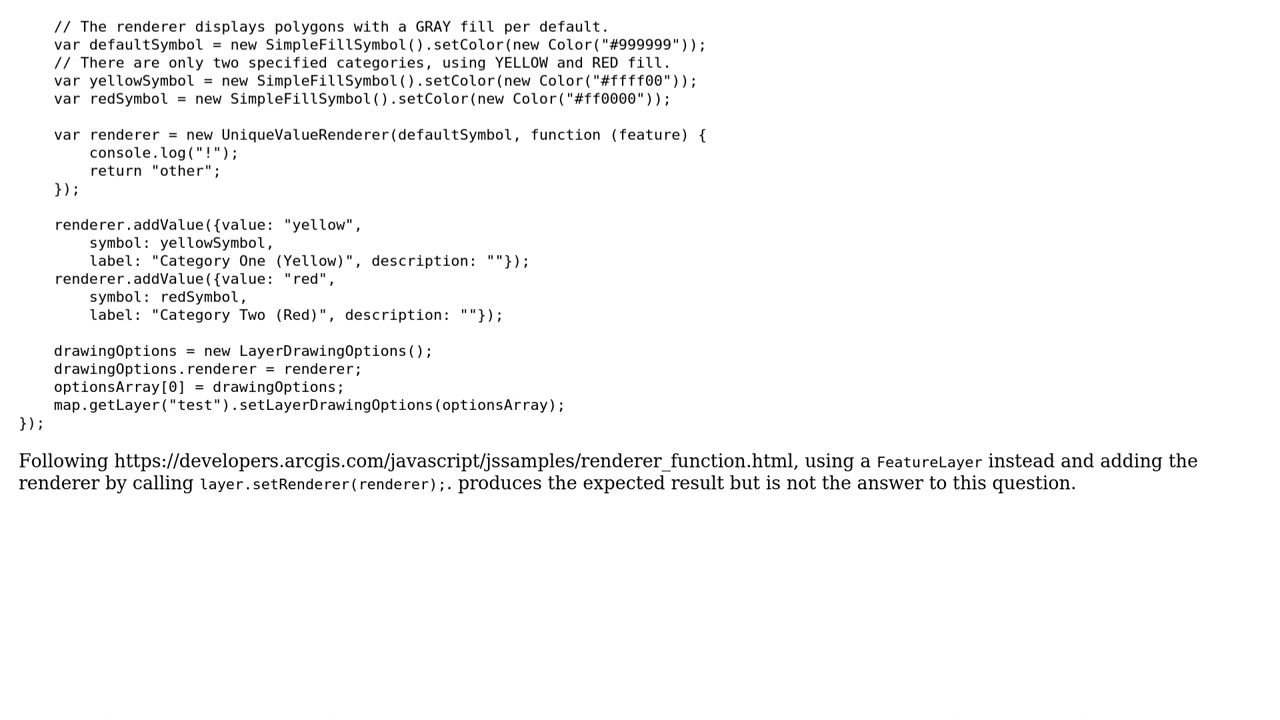 // The renderer displays polygons with a GRAY fill per default.
var defaultSymbol = new SimpleFillSymbol().setColor(new Color("#999999"));
// There are only two specified categories, using YELLOW and RED fill.
var yellowSymbol = new SimpleFillSymbol().setColor(new Color("#ffff00"));
var redSymbol = new SimpleFillSymbol().setColor(new Color("#ff0000"));
var renderer = new UniqueValueRenderer(defaultSymbol, function (feature) {
console.log("!");
return "other";
});
renderer.addValue({value: "yellow",
symbol: yellowSymbol,
label: "Category One (Yellow)", description: ""});
renderer.addValue({value: "red",
symbol: redSymbol,
label: "Category Two (Red)", description: ""});
drawingOptions = new LayerDrawingOptions();
drawingOptions.renderer = renderer;
optionsArray[0] = drawingOptions;
map.getLayer("test").setLayerDrawingOptions(optionsArray);
});
Following https://developers.arcgis.com/javascript/jssamples/renderer_function.html, using a FeatureLayer instead and adding the
renderer by calling layer.setRenderer(renderer);. produces the expected result but is not the answer to this question.